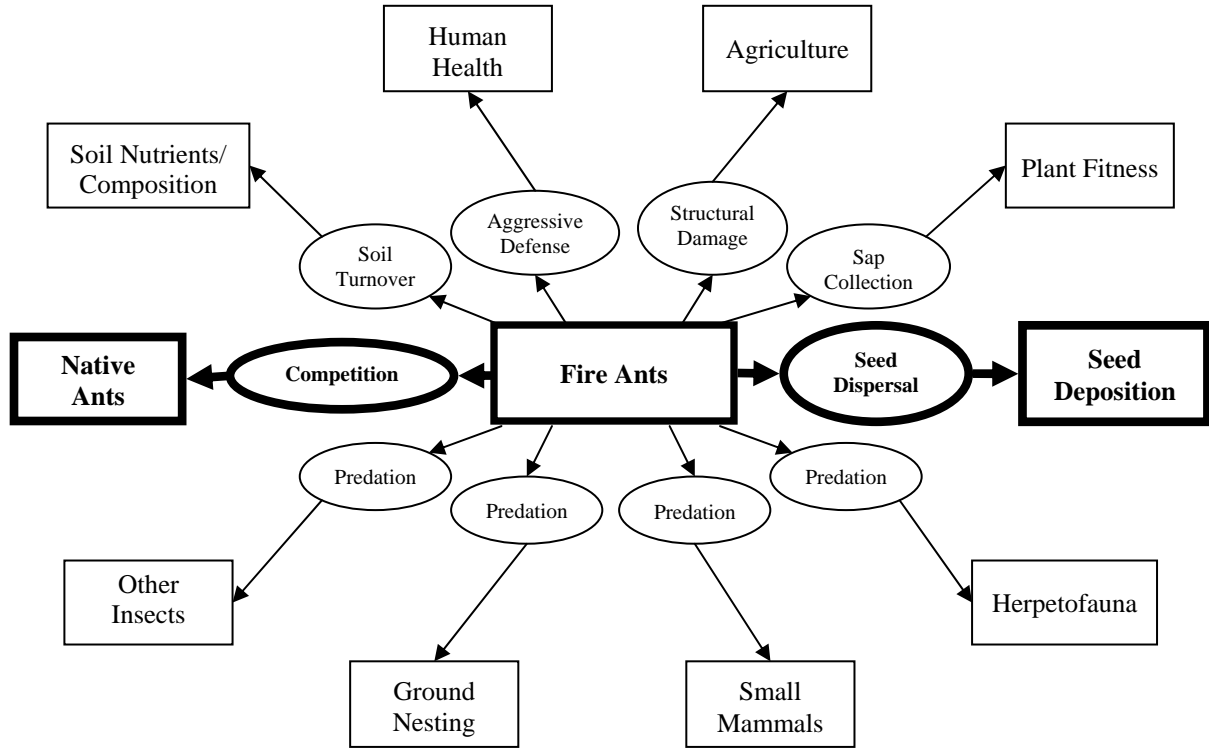 Human
Health
Agriculture
Soil Nutrients/
Composition
Plant Fitness
Aggressive
Defense
Structural
Damage
Soil
Turnover
Sap
Collection
Native
Ants
Competition
Fire Ants
Seed
Dispersal
Seed
Deposition
Predation
Predation
Predation
Predation
Other
Insects
Herpetofauna
Ground
Nesting
Small
Mammals